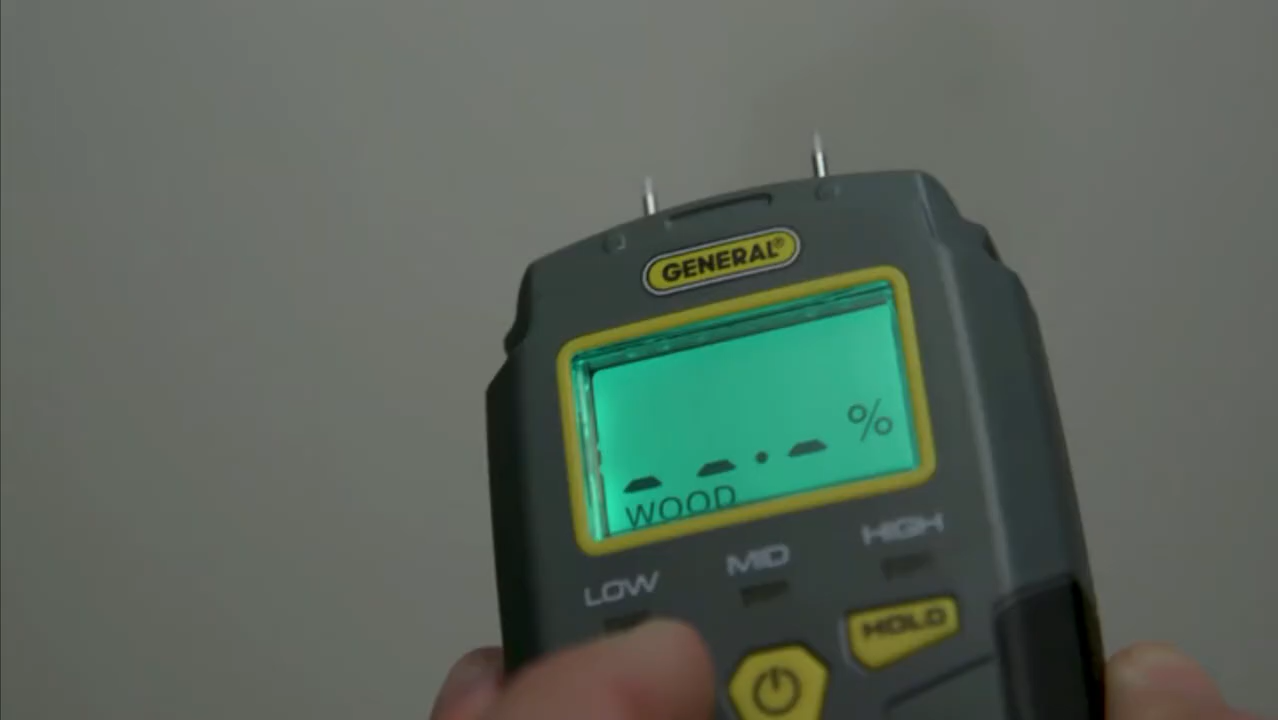 GENERAL®
_ _._ %
WOOD
LOW MID HIGH
HOLD